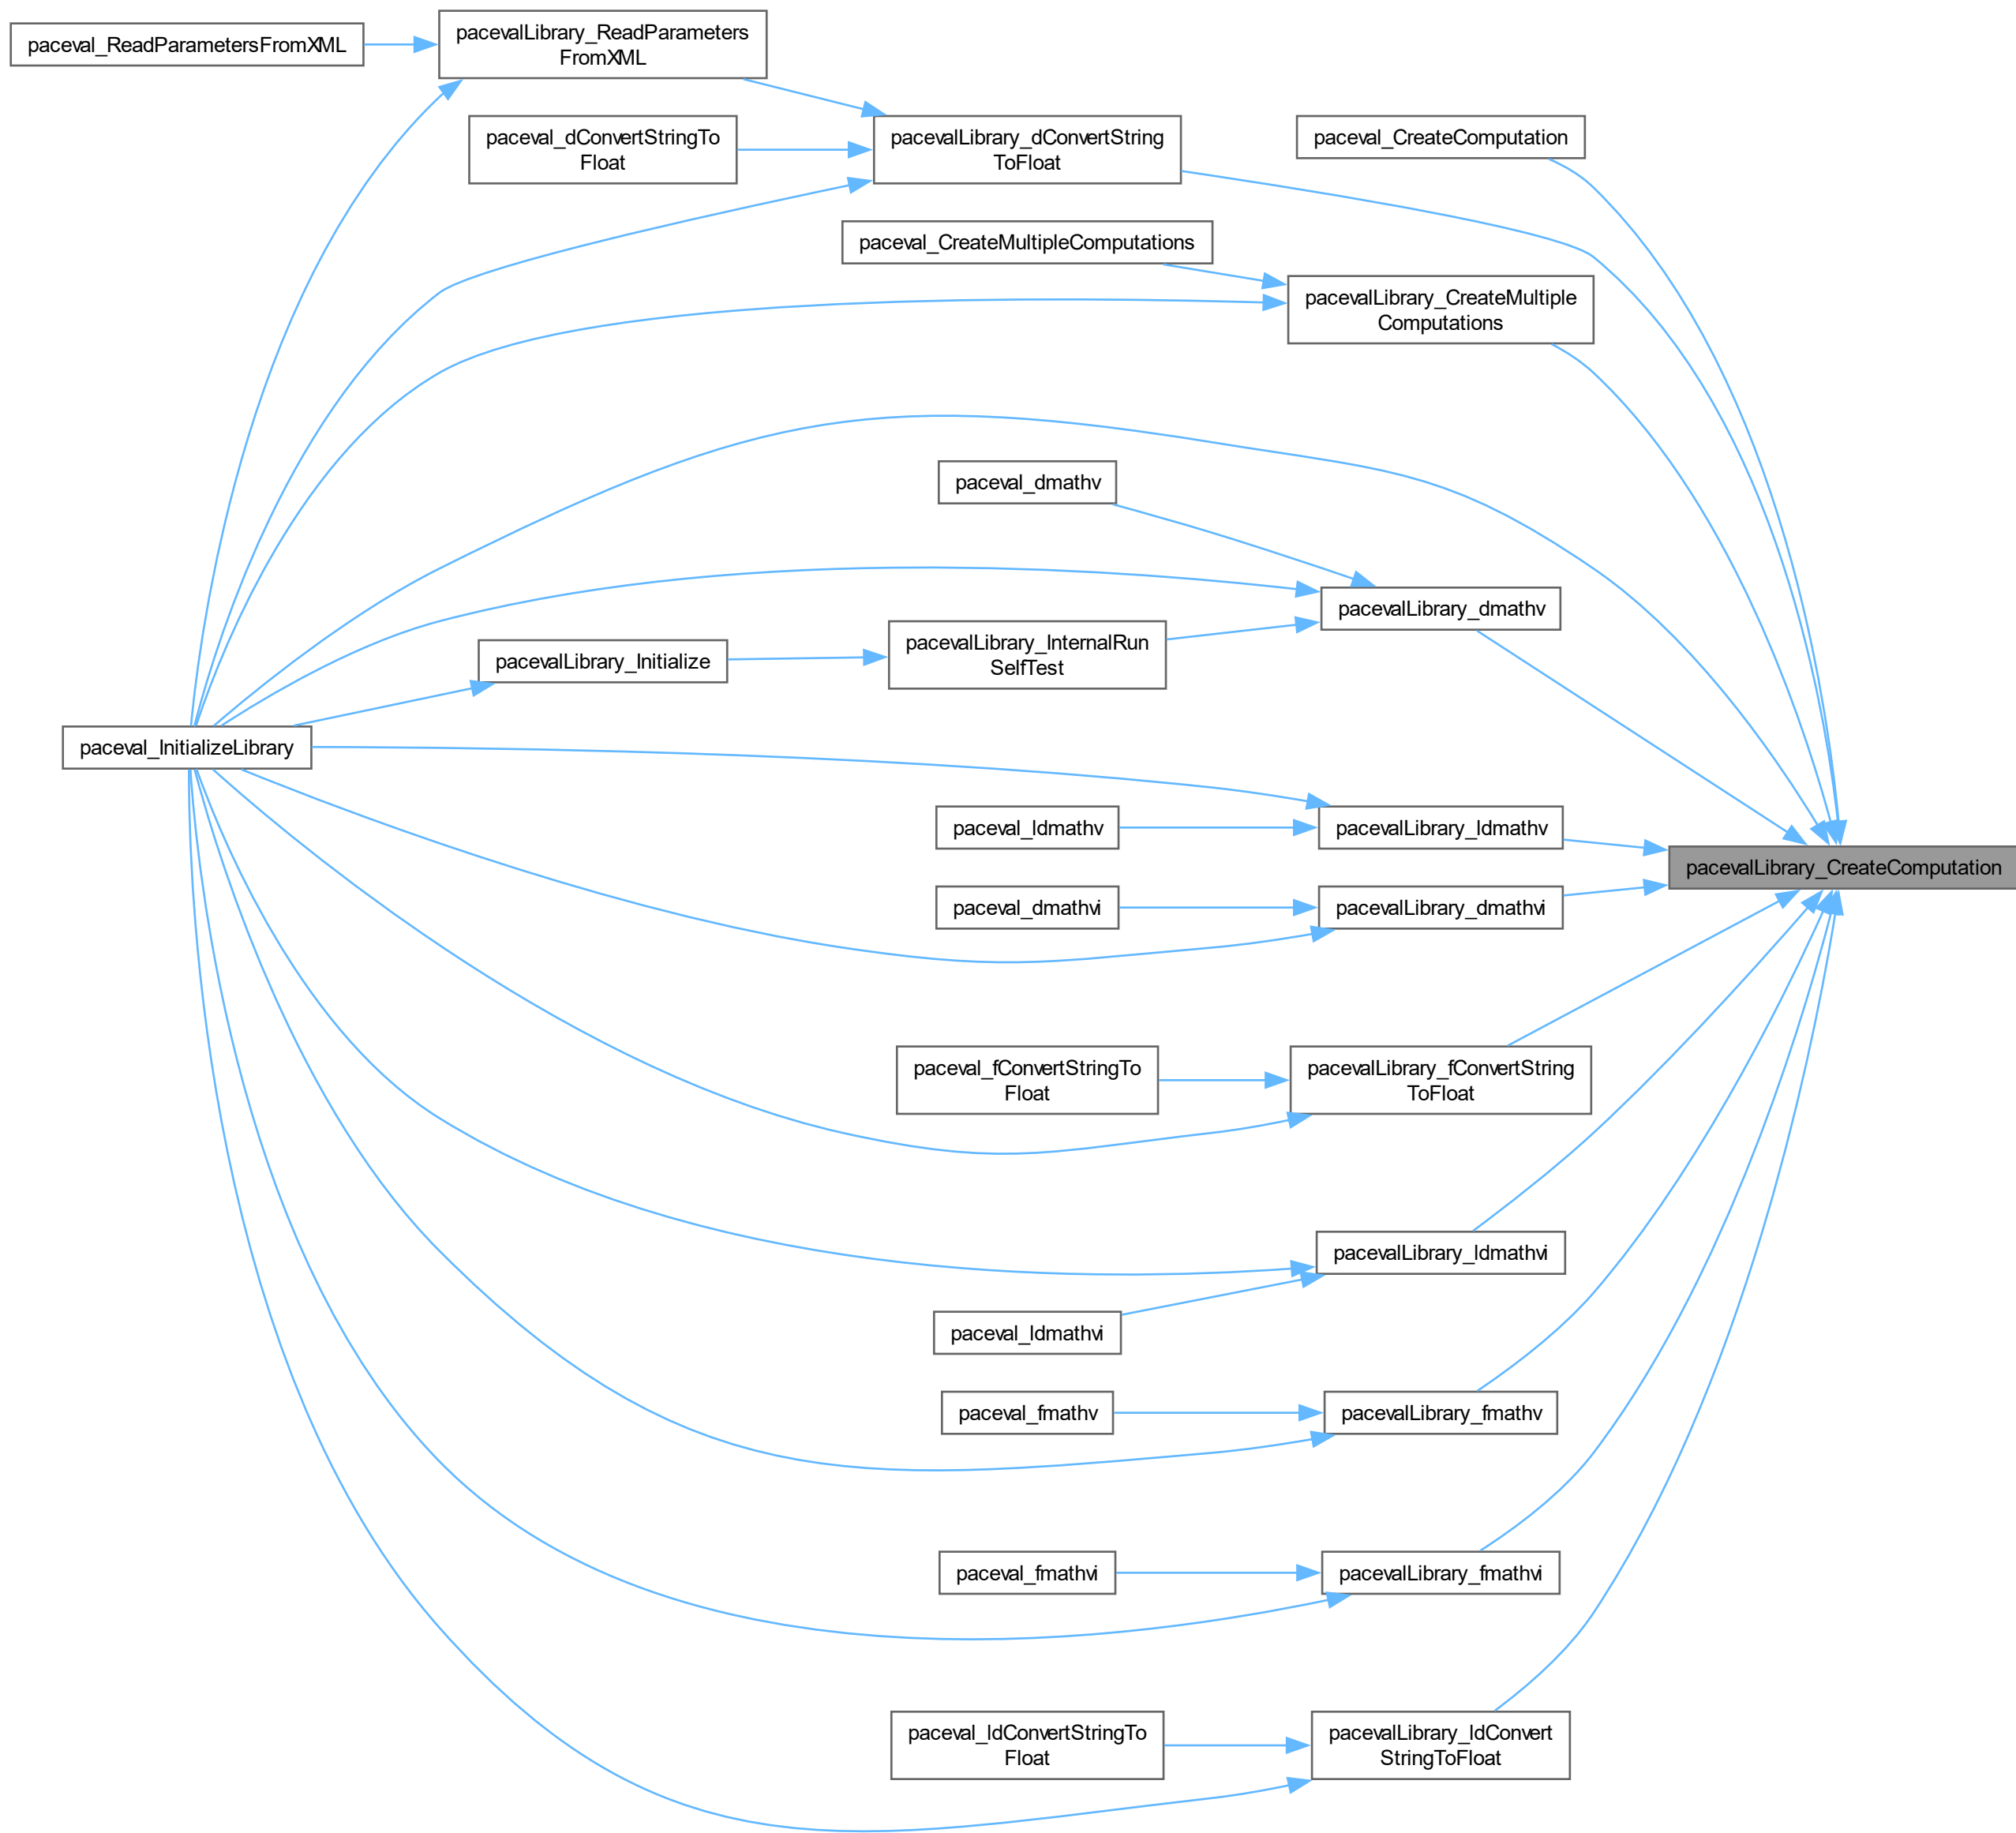 paceval_ReadParametersFromXML
pacevalLibrary_ReadParameters
FromXML
paceval_dConvertStringTo
Float
pacevalLibrary_dConvertString
ToFloat
paceval_CreateComputation
paceval_CreateMultipleComputations
pacevalLibrary_CreateMultiple
Computations
paceval_dmathv
pacevalLibrary_dmathv
pacevalLibrary_Initialize
pacevalLibrary_InternalRun
SelfTest
paceval_InitializeLibrary
paceval_ldmathv
pacevalLibrary_ldmathv
pacevalLibrary_CreateComputation
paceval_dmathvi
pacevalLibrary_dmathvi
paceval_fConvertStringTo
Float
pacevalLibrary_fConvertString
ToFloat
pacevalLibrary_ldmathvi
paceval_ldmathvi
paceval_fmathv
pacevalLibrary_fmathv
paceval_fmathvi
pacevalLibrary_fmathvi
paceval_ldConvertStringTo
Float
pacevalLibrary_ldConvert
StringToFloat